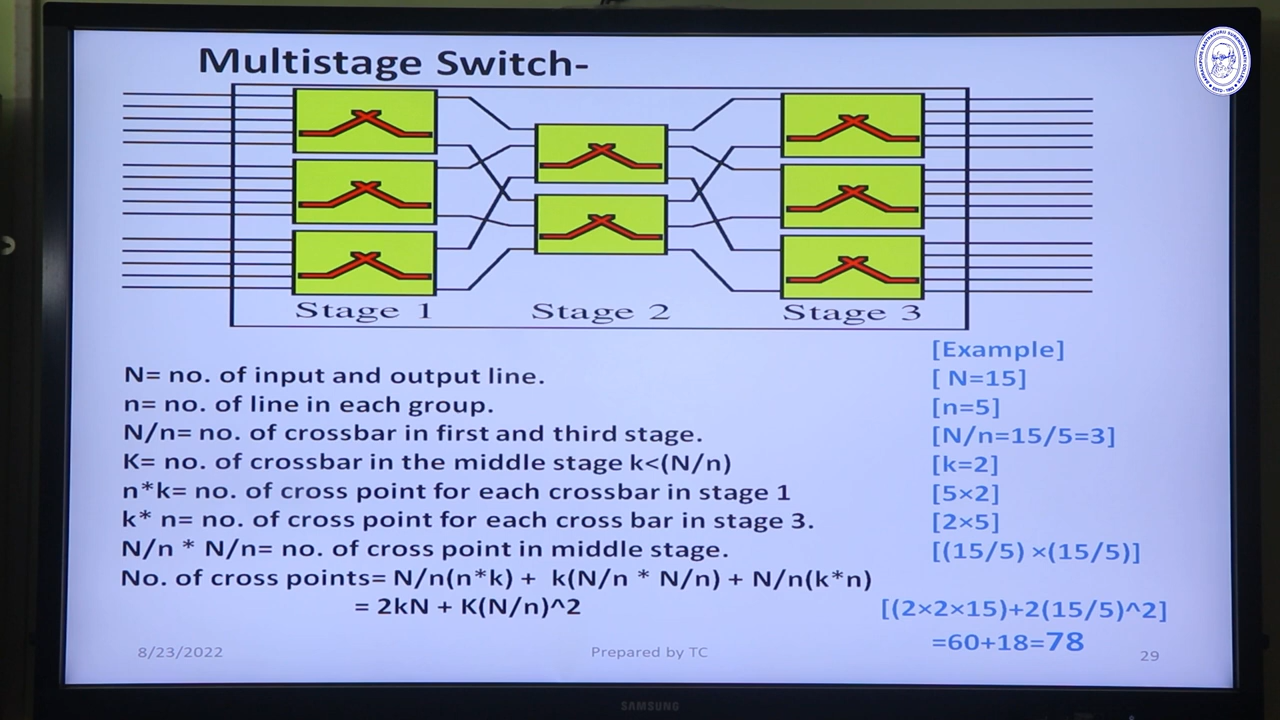 Multistage Switch-
Stage 1
Stage 2
Stage 3
[Example]
N= no. of input and output line.
[ N=15]
n= no. of line in each group.
[n=5]
N/n= no. of crossbar in first and third stage.
[N/n=15/5=3]
K= no. of crossbar in the middle stage k<(N/n)
[k=2]
n*k= no. of cross point for each crossbar in stage 1
[5×2]
k* n= no. of cross point for each cross bar in stage 3.
[2×5]
N/n * N/n= no. of cross point in middle stage.
[(15/5) ×(15/5)]
No. of cross points= N/n(n*k) + k(N/n * N/n) + N/n(k*n)
= 2kN + K(N/n)^2
[(2×2×15)+2(15/5)^2]
=60+18=78
8/23/2022
Prepared by TC
29
SAMSUNG